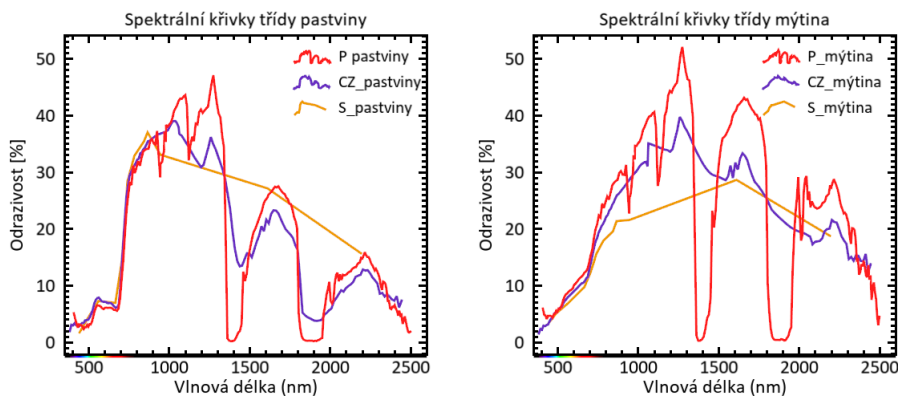 Spektrální křivky třídy pastviny
50
40
30
20
10
0
Odrazivost [%]
P pastviny
CZ_pastviny
S_pastviny
500
1000
1500
2000
2500
Vlnová délka (nm)
Spektrální křivky třídy mýtina
50
40
30
20
10
0
Odrazivost [%]
P_mýtina
CZ_mýtina
S_mýtina
500
1000
1500
2000
2500
Vlnová délka (nm)